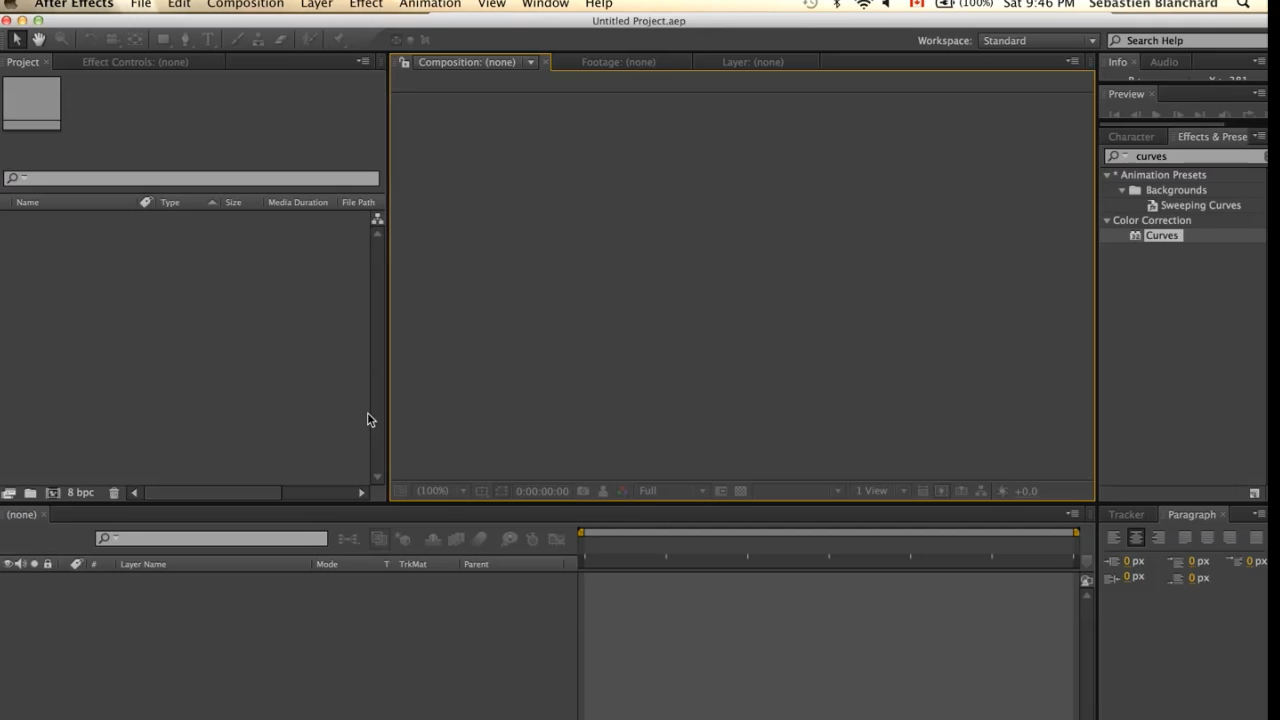 After Effects File Edit Composition Layer Effect Animation View Window Help (100%) Sat 9:46 PM Sebastien Blanchard
Untitled Project.aep
Workspace: Standard Search Help
Project Effect Controls: (none) Composition: (none) Footage: (none) Layer: (none) Info Audio
Preview
Character Effects & Prese
curves
* Animation Presets
Backgrounds
Sweeping Curves
Color Correction
Curves
Name Type Size Media Duration File Path
8 bpc (100%) 0:00:00:00 Full 1 View +0.0
(none) Tracker Paragraph
# Layer Name Mode T TrkMat Parent
0 px 0 px 0 px
0 px 0 px